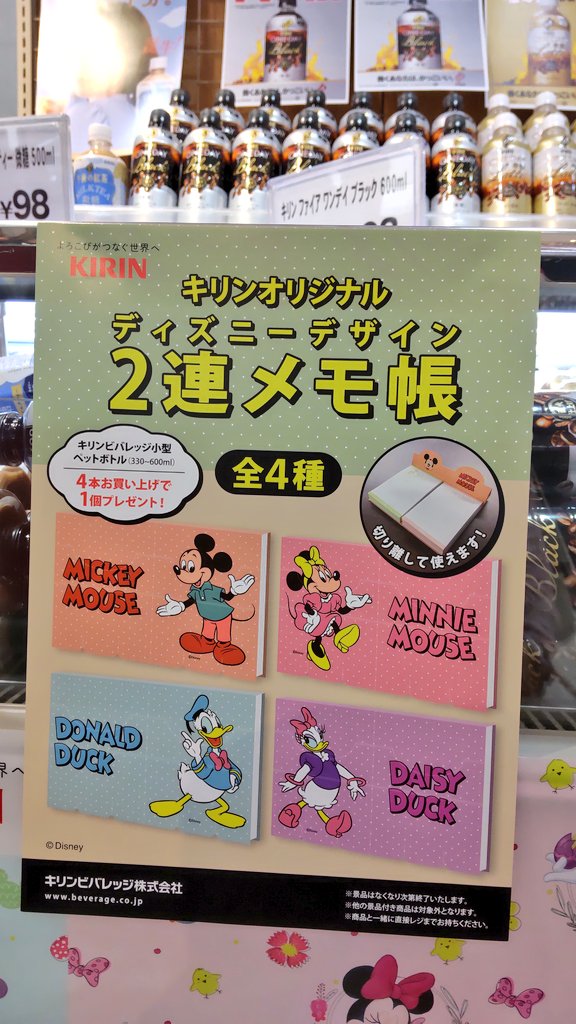 ティー 微糖 500ml
¥98
キリン ファイア ワンデイ ブラック 600ml
よろこびがつなぐ世界へ
KIRIN
キリンオリジナル
ディズニーデザイン
2連メモ帳
キリンビバレッジ小型
ペットボトル(330~600ml)
4本お買い上げで
1個プレゼント!
全4種
MICKEY
MOUSE
切り離して使えます!
MICKEY
MOUSE
MINNIE
MOUSE
DONALD
DUCK
DAISY
DUCK
© Disney
キリンビバレッジ株式会社
www.beverage.co.jp
※景品はなくなり次第終了いたします。
※他の景品付き商品は対象外となります。
※商品と一緒に直接レジまでお持ちください。
Black